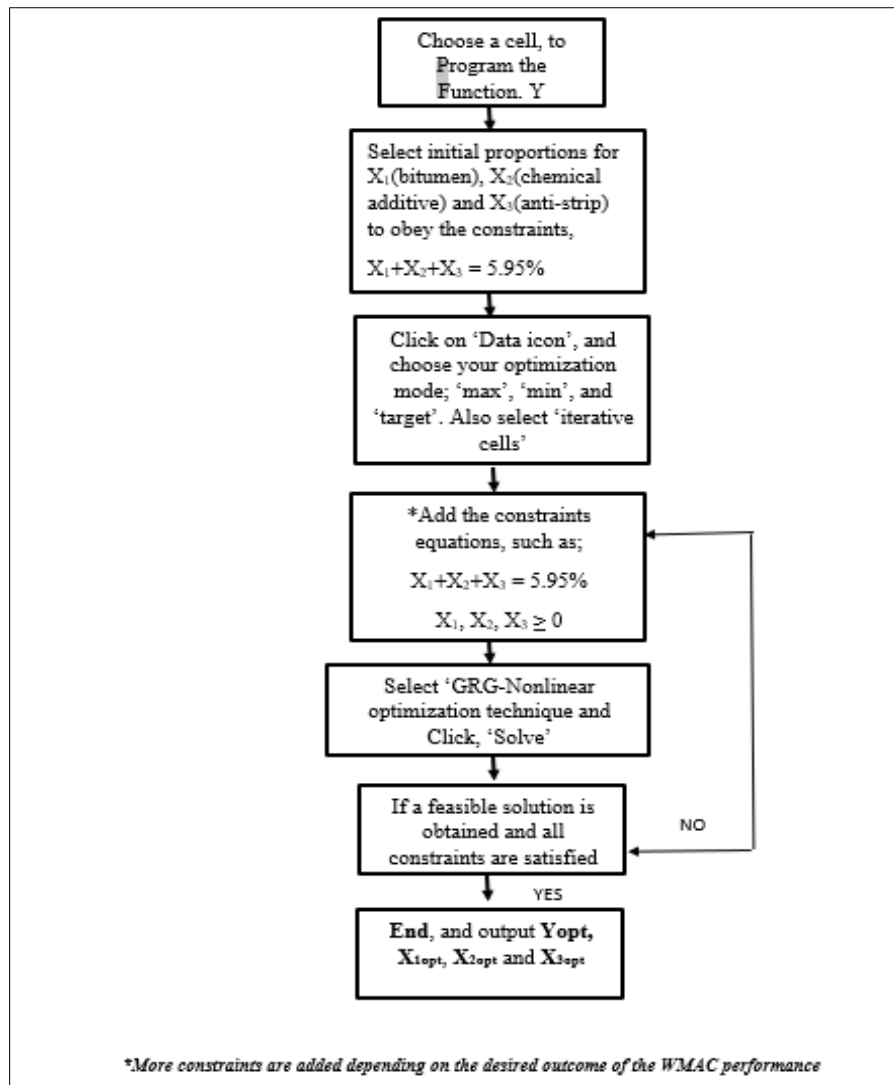 Choose a cell, to
Program the
Function. Y
Select initial proportions for
X₁(bitumen), X₂(chemical
additive) and X₃(anti-strip)
to obey the constraints,
X₁+X₂+X₃ = 5.95%
Click on ‘Data icon’, and
choose your optimization
mode; ‘max’, ‘min’, and
‘target’. Also select ‘iterative
cells’
*Add the constraints
equations, such as;
X₁+X₂+X₃ = 5.95%
X₁, X₂, X₃ ≥ 0
Select ‘GRG-Nonlinear
optimization technique and
Click, ‘Solve’
If a feasible solution is
obtained and all
constraints are satisfied
NO
YES
End, and output Yopt,
X₁opt, X₂opt and X₃opt
*More constraints are added depending on the desired outcome of the WMAC performance